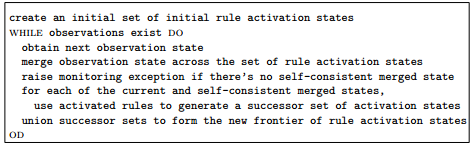 create an initial set of initial rule activation states
WHILE observations exist DO
obtain next observation state
merge observation state across the set of rule activation states
raise monitoring exception if there's no self-consistent merged state
for each of the current and self-consistent merged states,
use activated rules to generate a successor set of activation states
union successor sets to form the new frontier of rule activation states
OD